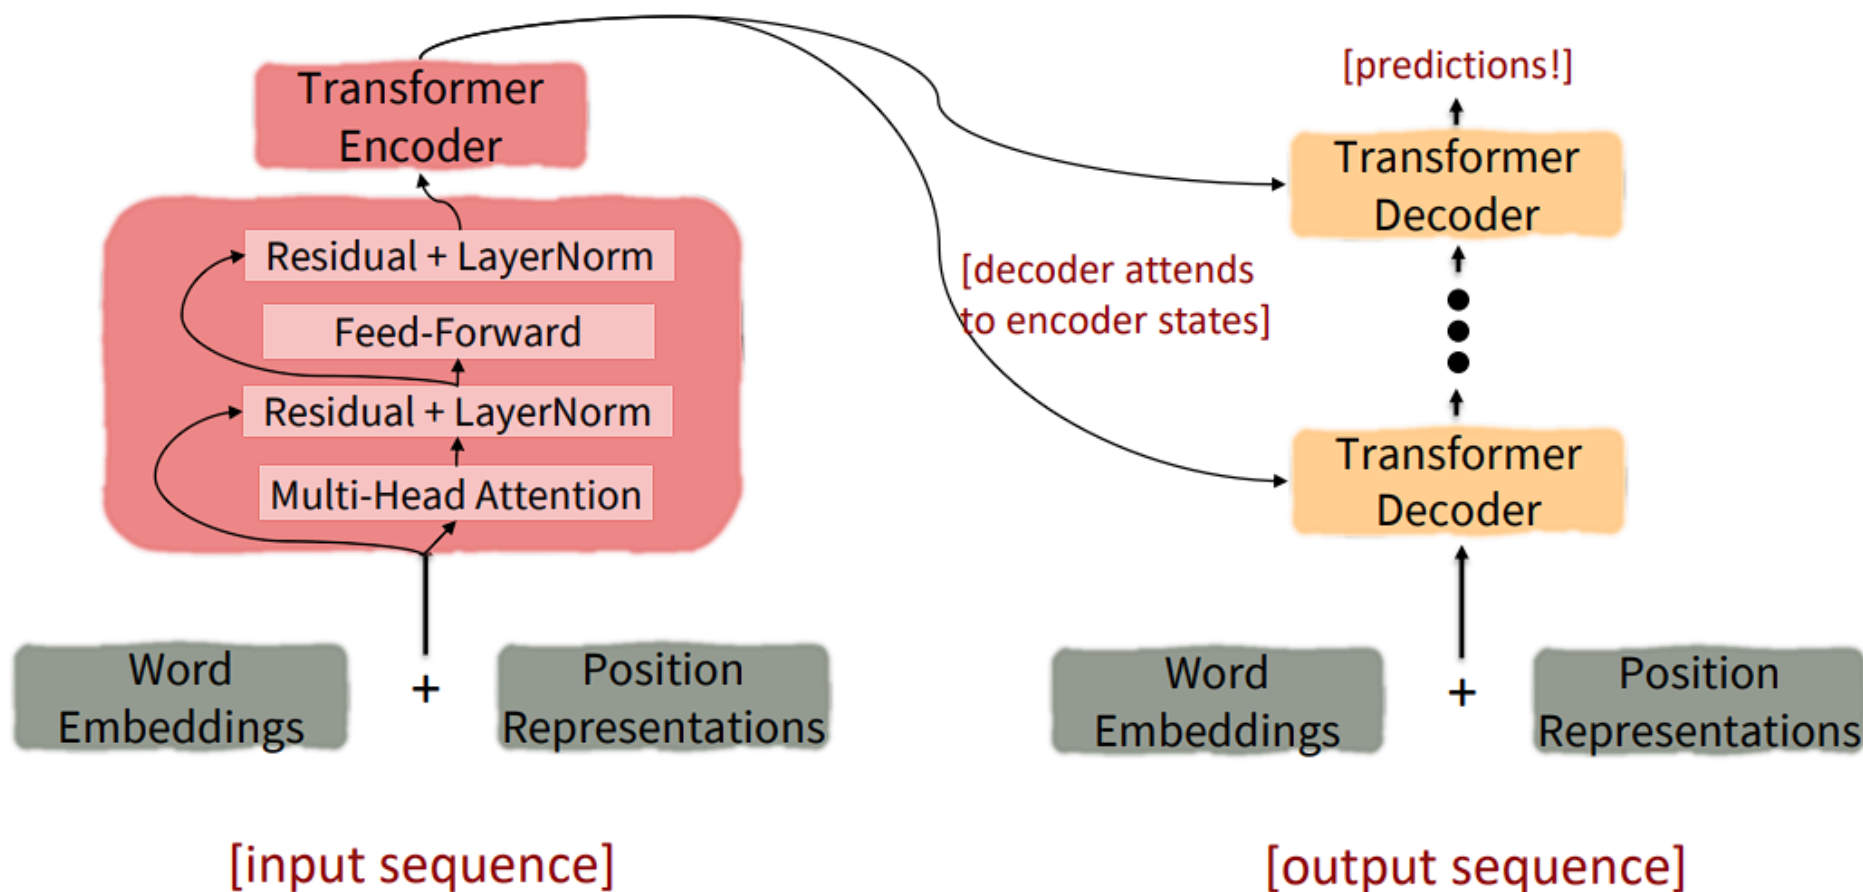 Transformer
Encoder
Residual + LayerNorm
Feed-Forward
Residual + LayerNorm
Multi-Head Attention
Word
Embeddings
+
Position
Representations
[input sequence]
[decoder attends
to encoder states]
[predictions!]
Transformer
Decoder
Transformer
Decoder
Word
Embeddings
+
Position
Representations
[output sequence]